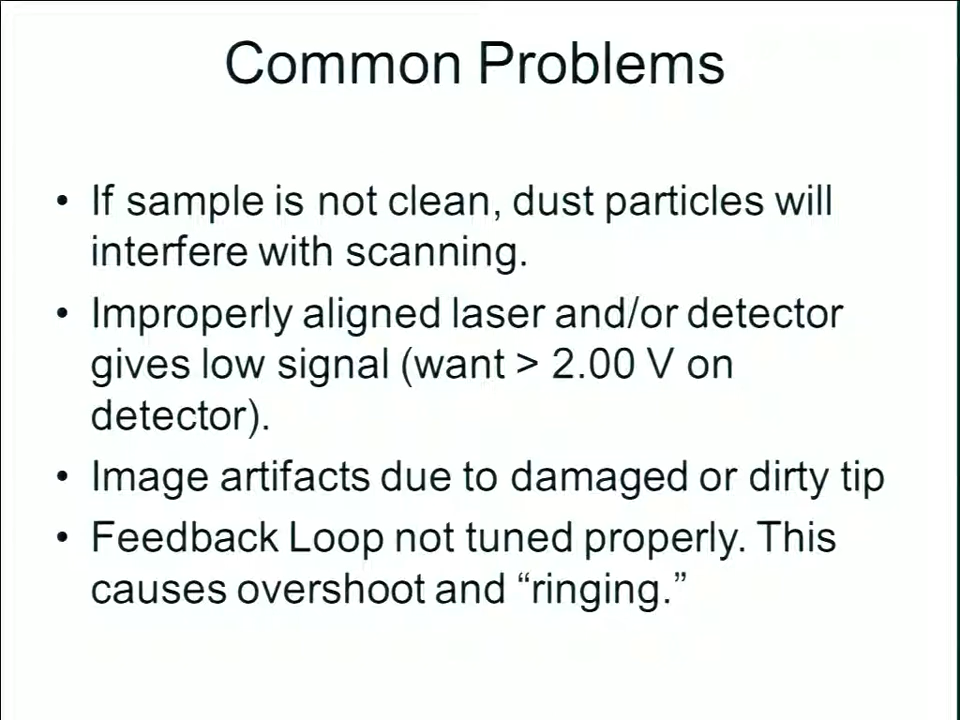 Common Problems
• If sample is not clean, dust particles will
interfere with scanning.
• Improperly aligned laser and/or detector
gives low signal (want > 2.00 V on
detector).
• Image artifacts due to damaged or dirty tip
• Feedback Loop not tuned properly. This
causes overshoot and “ringing.”